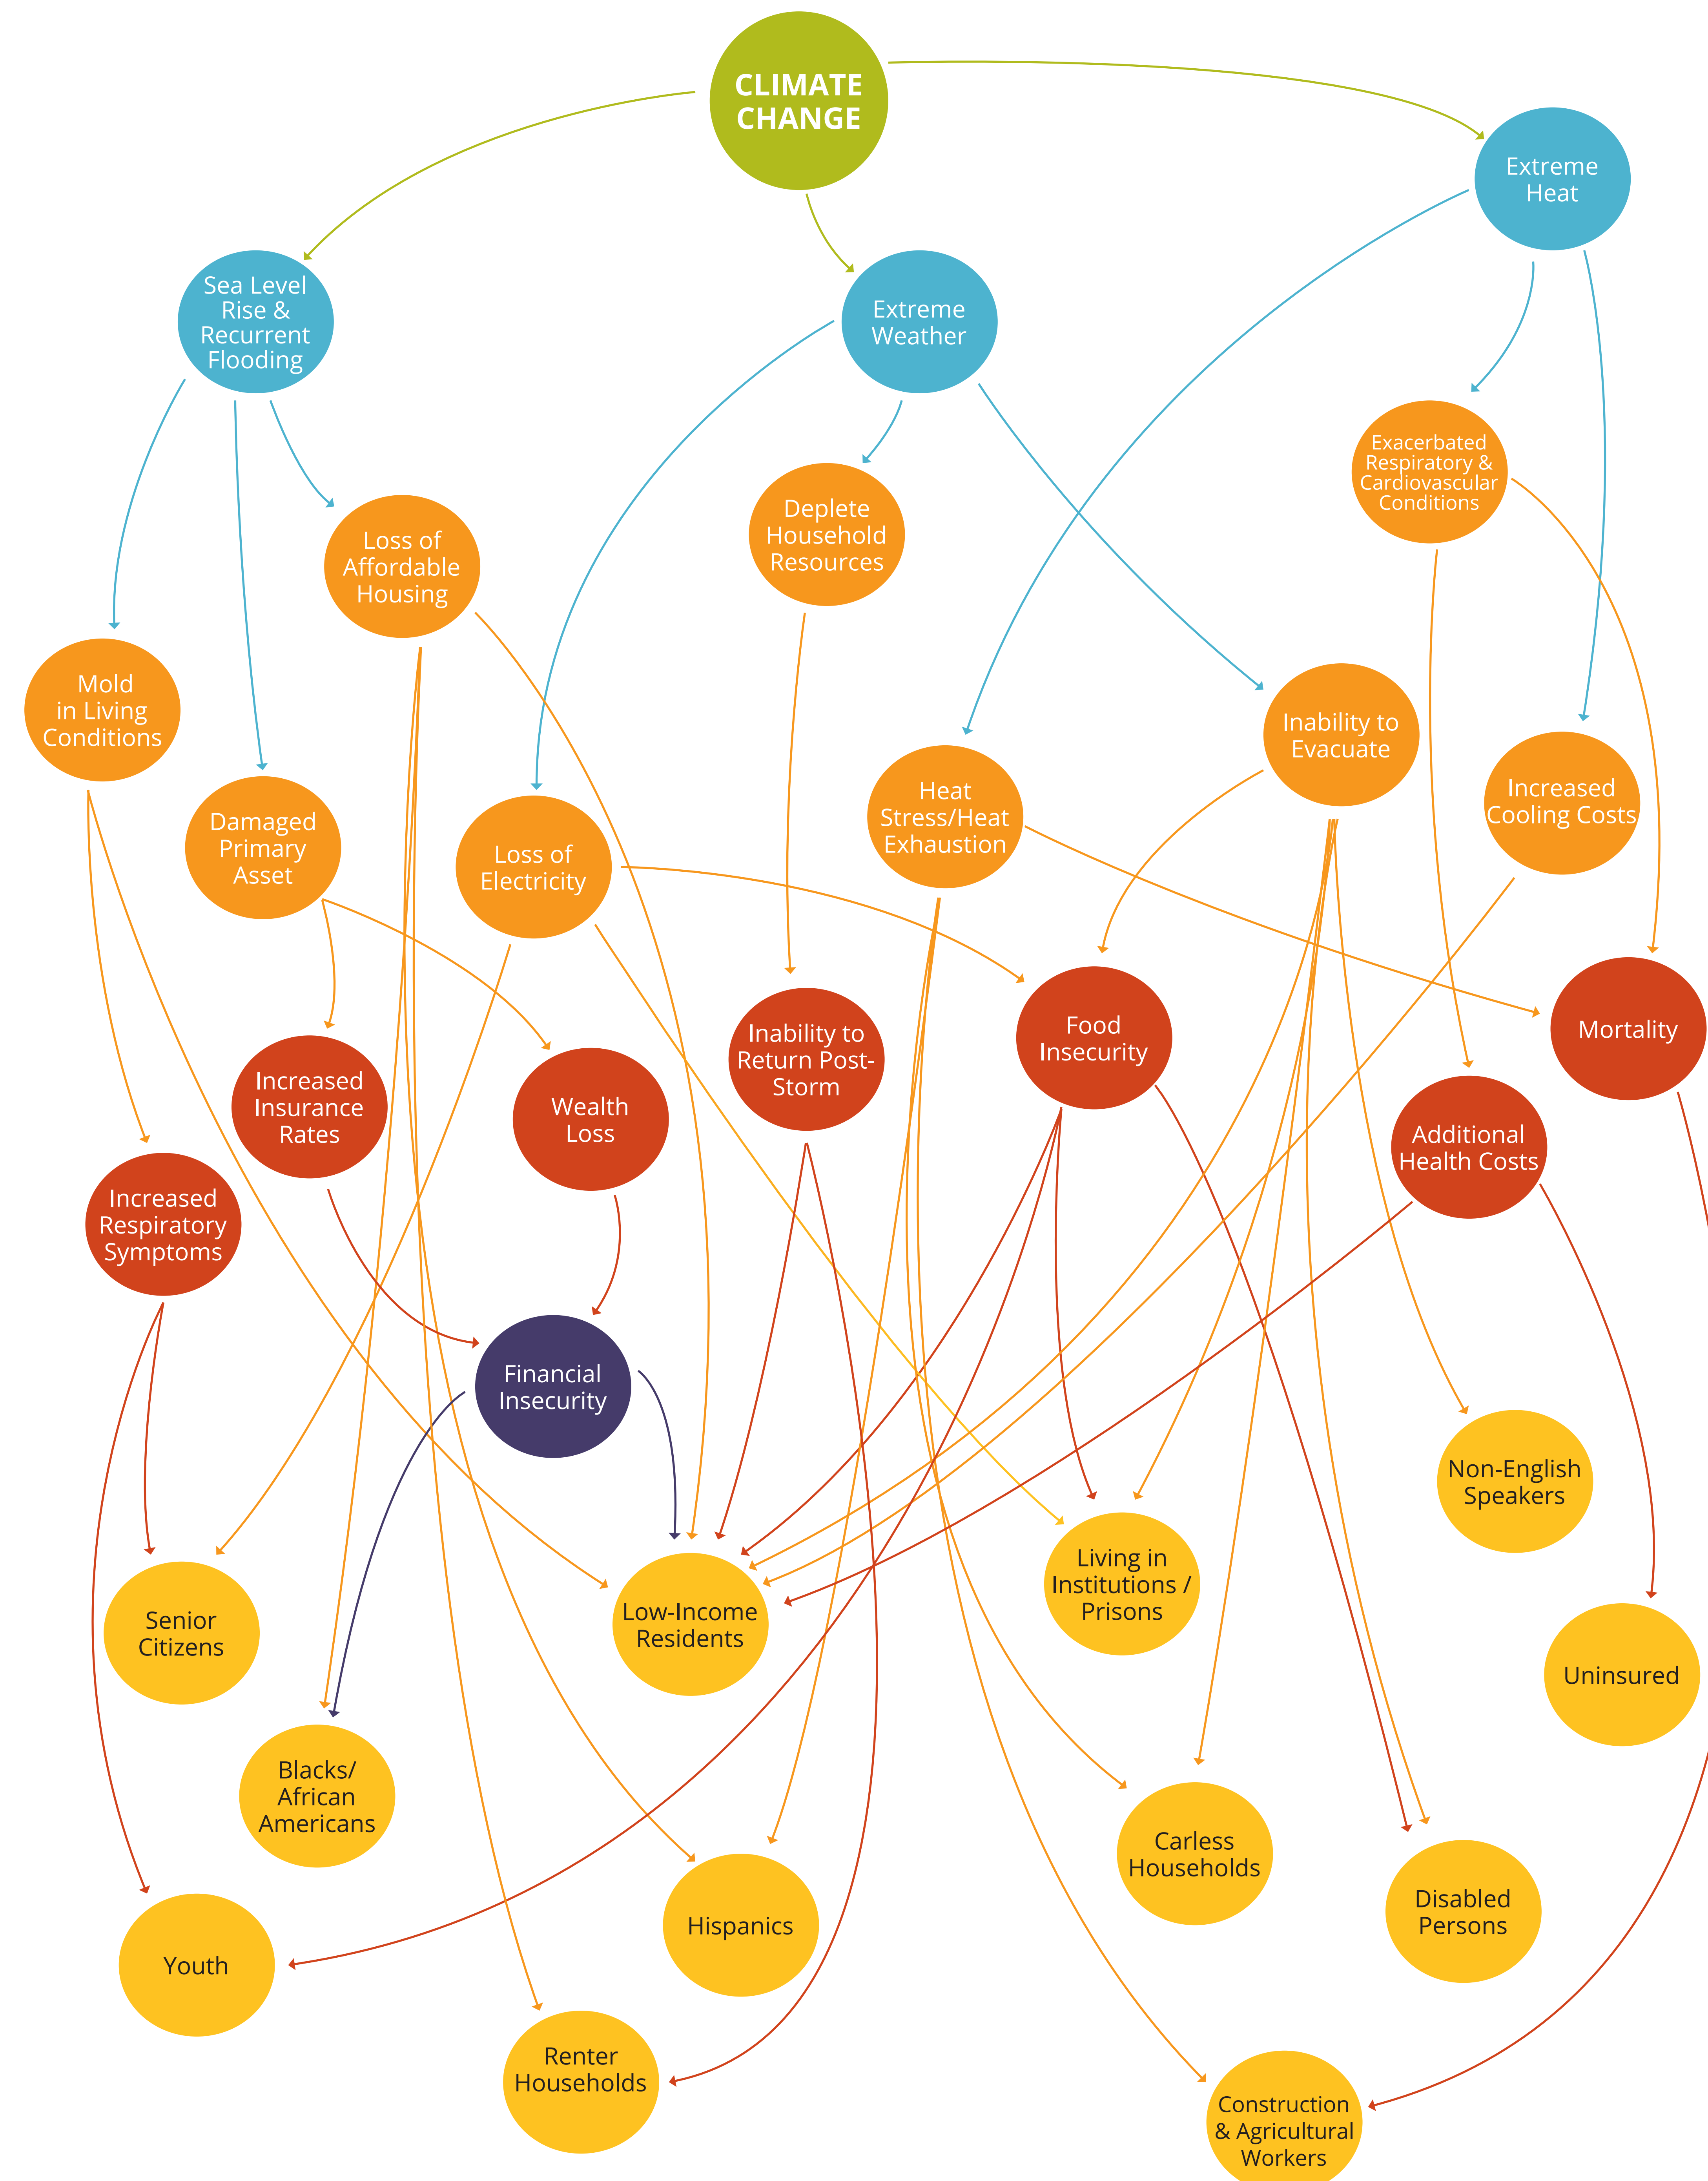 CLIMATE
CHANGE
Extreme
Heat
Sea Level
Rise &
Recurrent
Flooding
Extreme
Weather
Exacerbated
Respiratory &
Cardiovascular
Conditions
Deplete
Household
Resources
Loss of
Affordable
Housing
Mold
in Living
Conditions
Inability to
Evacuate
Increased
Cooling Costs
Heat
Stress/Heat
Exhaustion
Damaged
Primary
Asset
Loss of
Electricity
Mortality
Food
Insecurity
Inability to
Return Post-
Storm
Increased
Insurance
Rates
Wealth
Loss
Additional
Health Costs
Increased
Respiratory
Symptoms
Financial
Insecurity
Non-English
Speakers
Living in
Institutions /
Prisons
Low-Income
Residents
Senior
Citizens
Uninsured
Blacks/
African
Americans
Carless
Households
Disabled
Persons
Hispanics
Youth
Renter
Households
Construction
& Agricultural
Workers